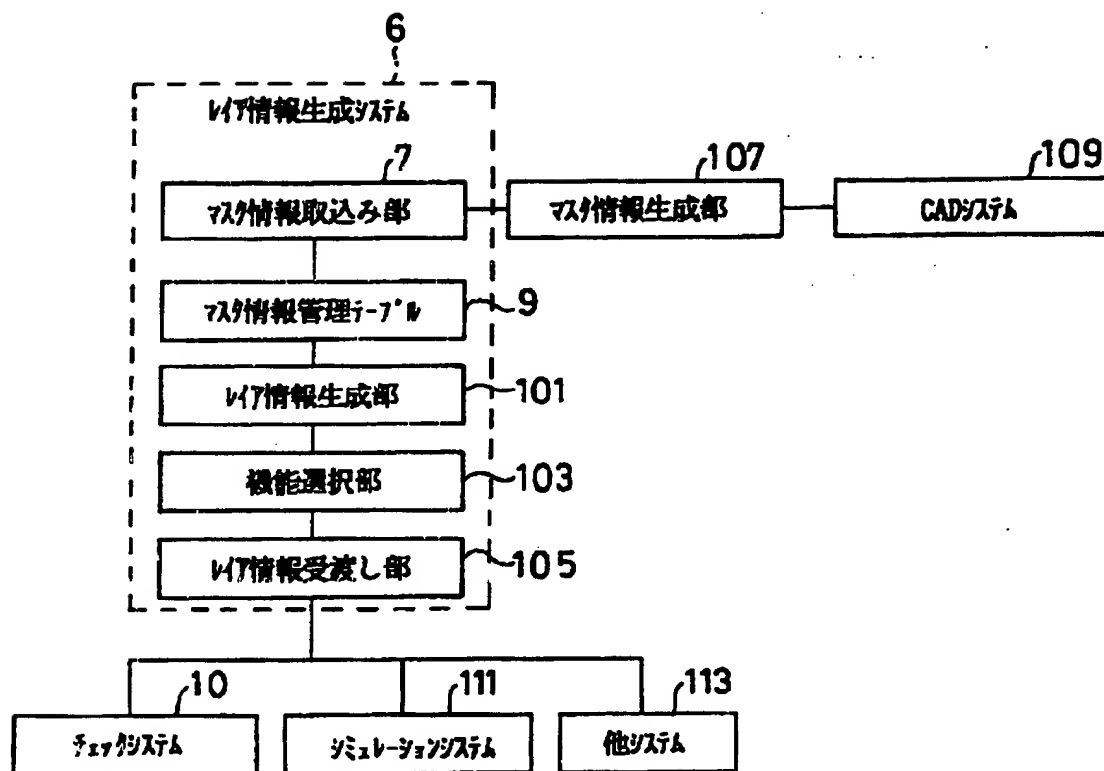 6
レイア情報生成システム
7
107
109
マスク情報取込み部
マスク情報生成部
CADシステム
マスク情報管理テーブル
9
レイア情報生成部
101
機能選択部
103
レイア情報受渡し部
105
10
111
113
チェックシステム
シミュレーションシステム
他システム